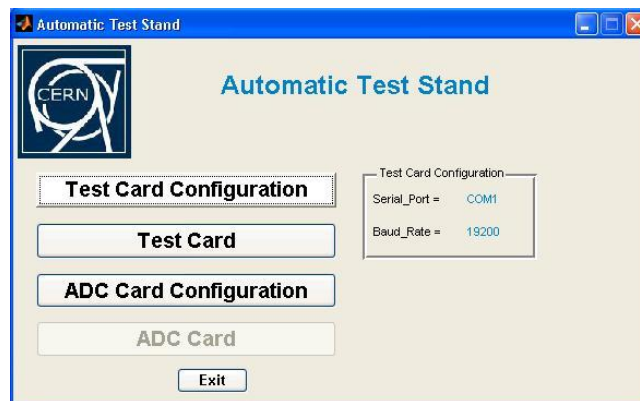 Automatic Test Stand
CERN
Automatic Test Stand
Test Card Configuration
Test Card
ADC Card Configuration
ADC Card
Exit
Test Card Configuration
Serial_Port = COM1
Baud_Rate = 19200